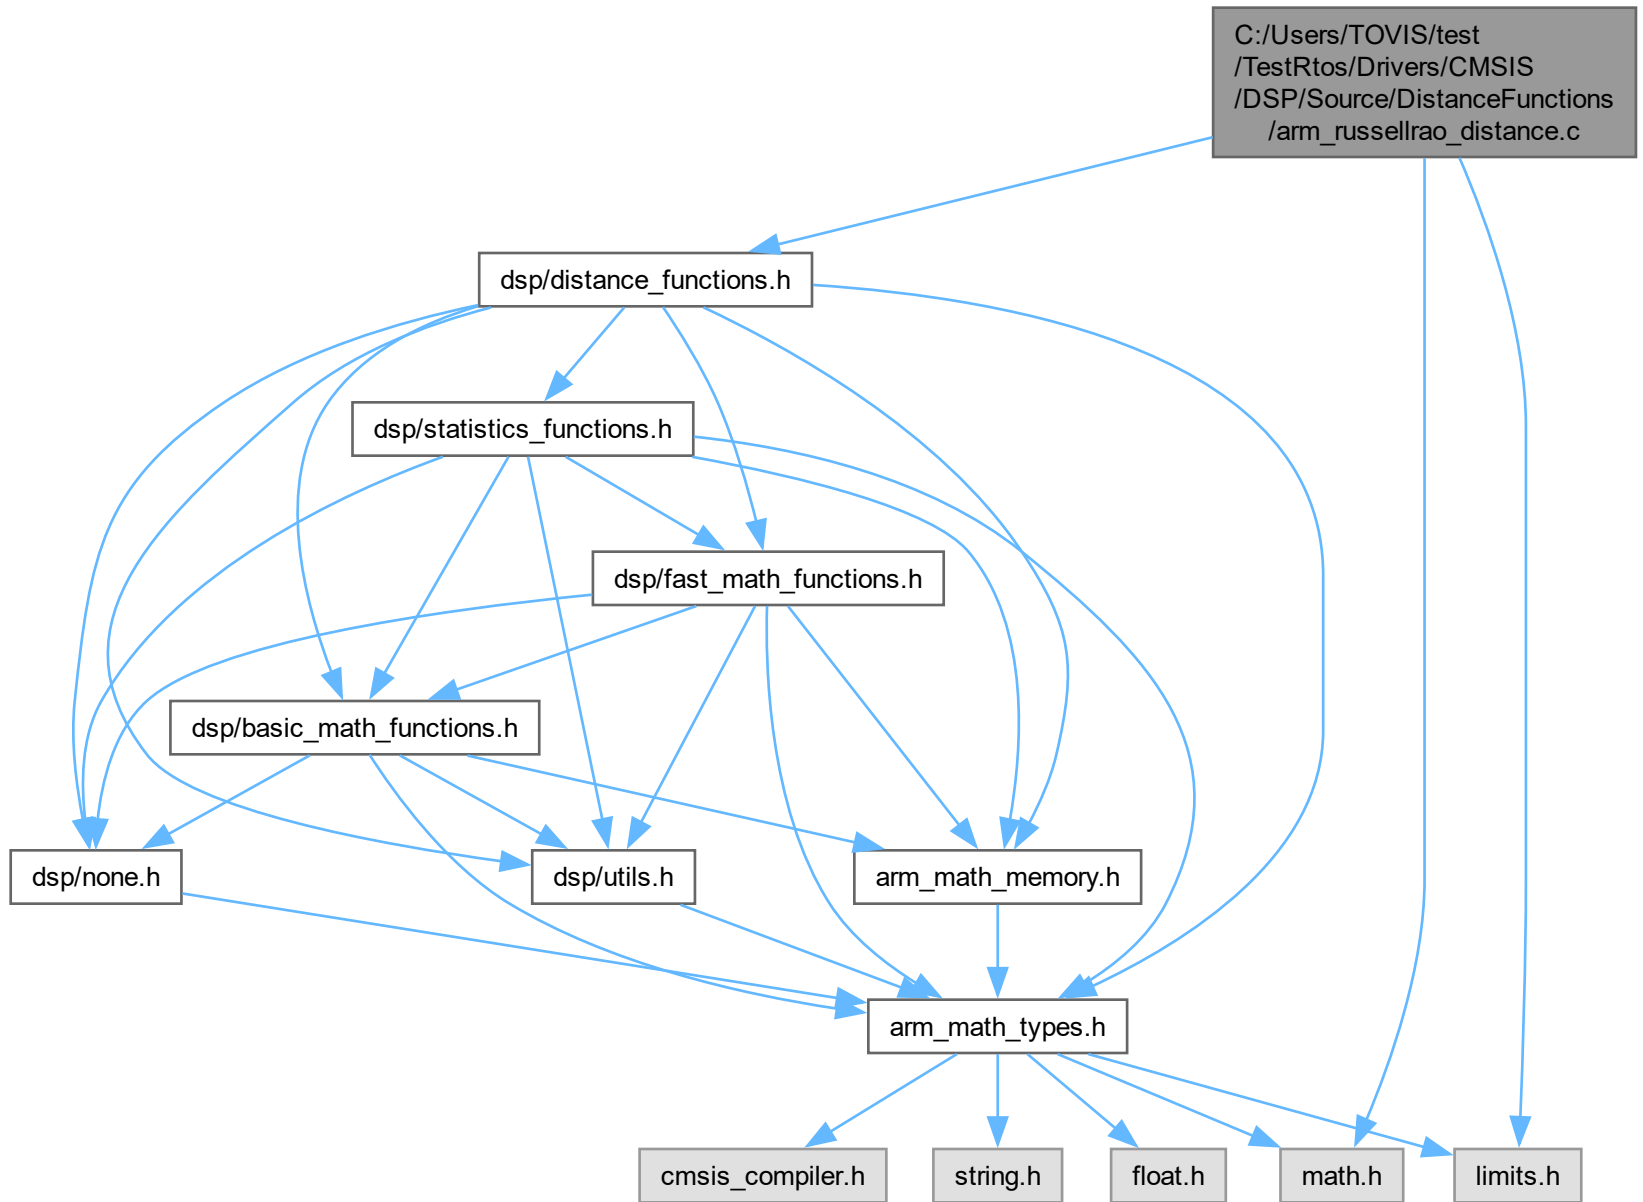 C:/Users/TOVIS/test
/TestRtos/Drivers/CMSIS
/DSP/Source/DistanceFunctions
/arm_russellrao_distance.c
dsp/distance_functions.h
dsp/statistics_functions.h
dsp/fast_math_functions.h
dsp/basic_math_functions.h
dsp/none.h
dsp/utils.h
arm_math_memory.h
arm_math_types.h
cmsis_compiler.h
string.h
float.h
math.h
limits.h